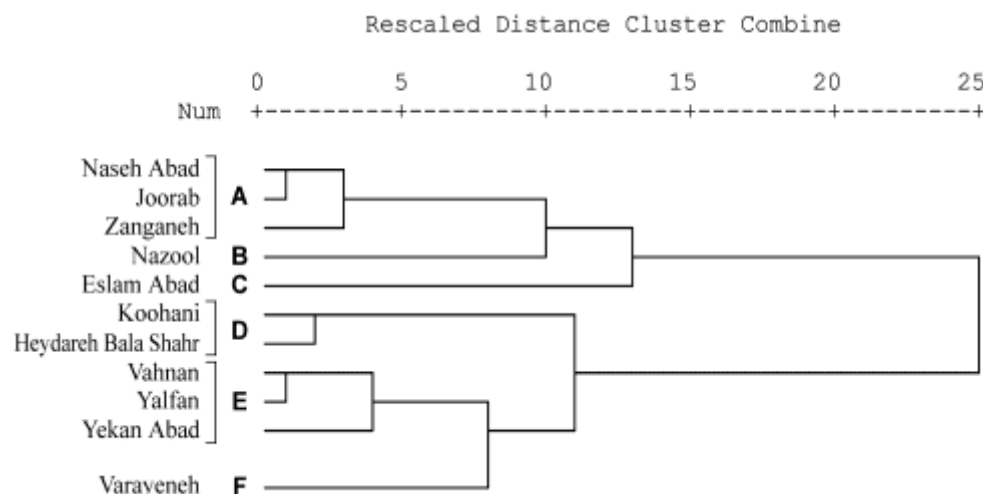 Rescaled Distance Cluster Combine
0 5 10 15 20 25
Num +---------+---------+---------+---------+---------+
Naseh Abad
Joorab A
Zanganeh
Nazool B
Eslam Abad C
Koohani
D
Heydareh Bala Shahr
Vahnan
Yalfan E
Yekan Abad
Varayeneh F